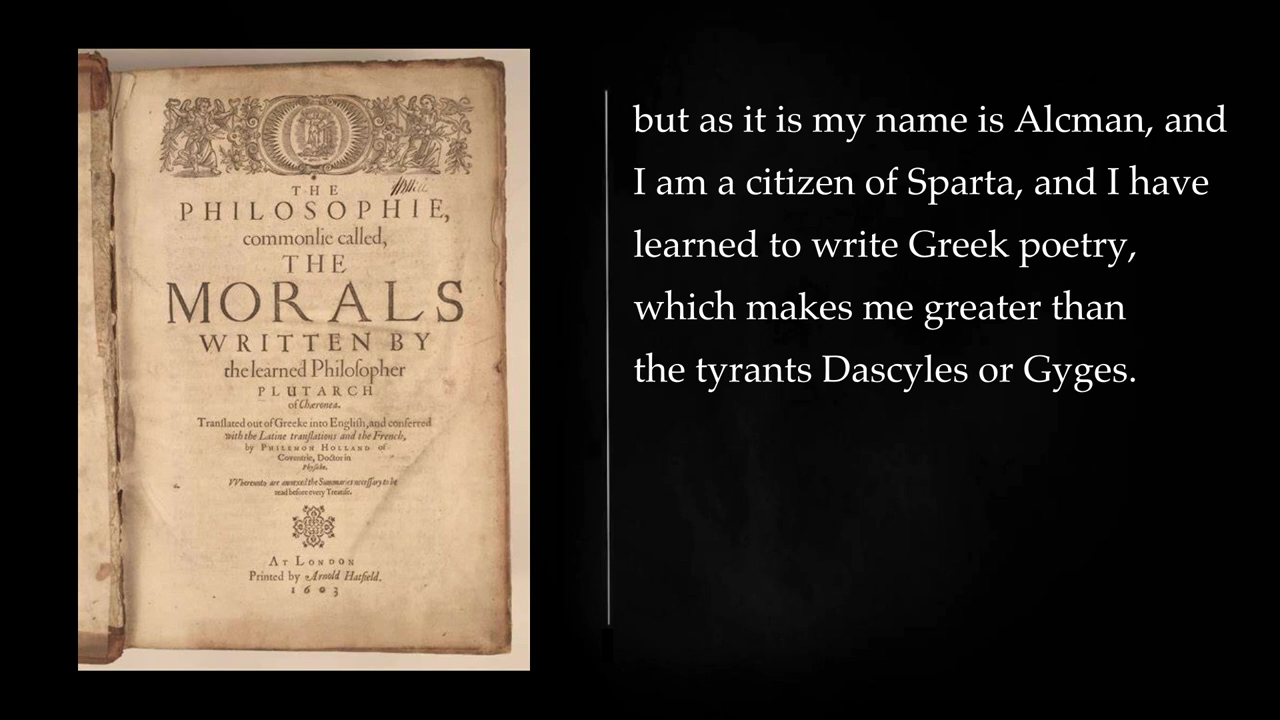 THE
PHILOSOPHIE,
commonlie called,
THE
MORALS
WRITTEN BY
the learned Philoſopher
PLUTARCH
of Chæronea.
Tranſlated out of Greeke into Engliſh, and conferred
with the Latine tranſlations and the French,
by PHILEMON HOLLAND of
Coventrie, Doctor in
Phyſicke.
VVhereunto are annexed the Summaries neceſſary to be
read before every Treatiſe.
AT LONDON
Printed by Arnold Hatfield.
1603
but as it is my name is Alcman, and
I am a citizen of Sparta, and I have
learned to write Greek poetry,
which makes me greater than
the tyrants Dascyles or Gyges.